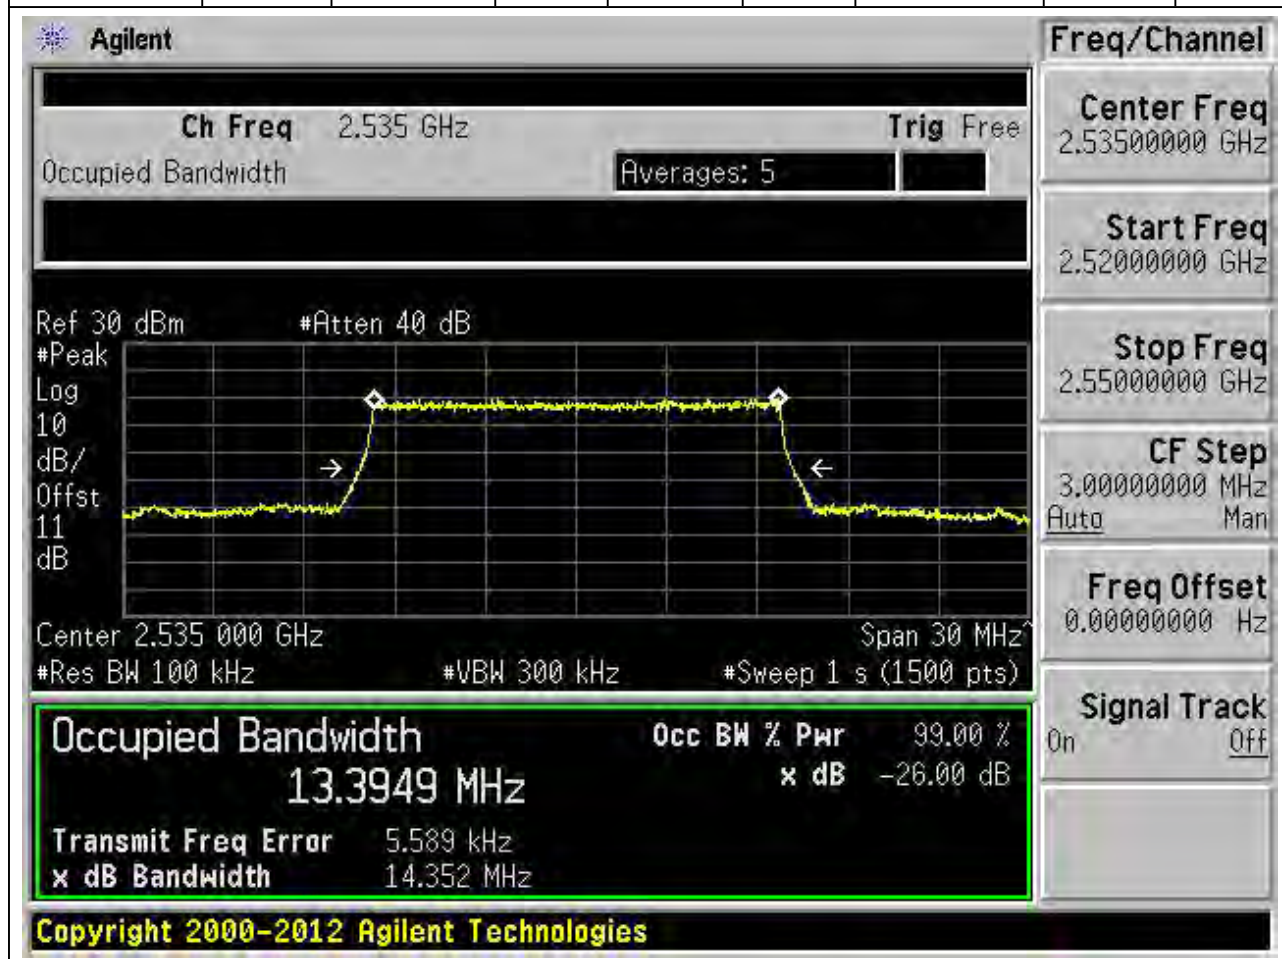 Agilent
Freq/Channel
Ch Freq 2.535 GHz Trig Free
Occupied Bandwidth Averages: 5
Center Freq
2.53500000 GHz
Start Freq
2.52000000 GHz
Stop Freq
2.55000000 GHz
CF Step
3.00000000 MHz
Auto Man
Freq Offset
0.00000000 Hz
Signal Track
On Off
Ref 30 dBm #Atten 40 dB
#Peak
Log
10
dB/
Offst
11
dB
Center 2.535 000 GHz Span 30 MHz^
#Res BW 100 kHz #VBW 300 kHz #Sweep 1 s (1500 pts)
Occupied Bandwidth Occ BW % Pwr 99.00 %
13.3949 MHz x dB -26.00 dB
Transmit Freq Error 5.589 kHz
x dB Bandwidth 14.352 MHz
Copyright 2000-2012 Agilent Technologies